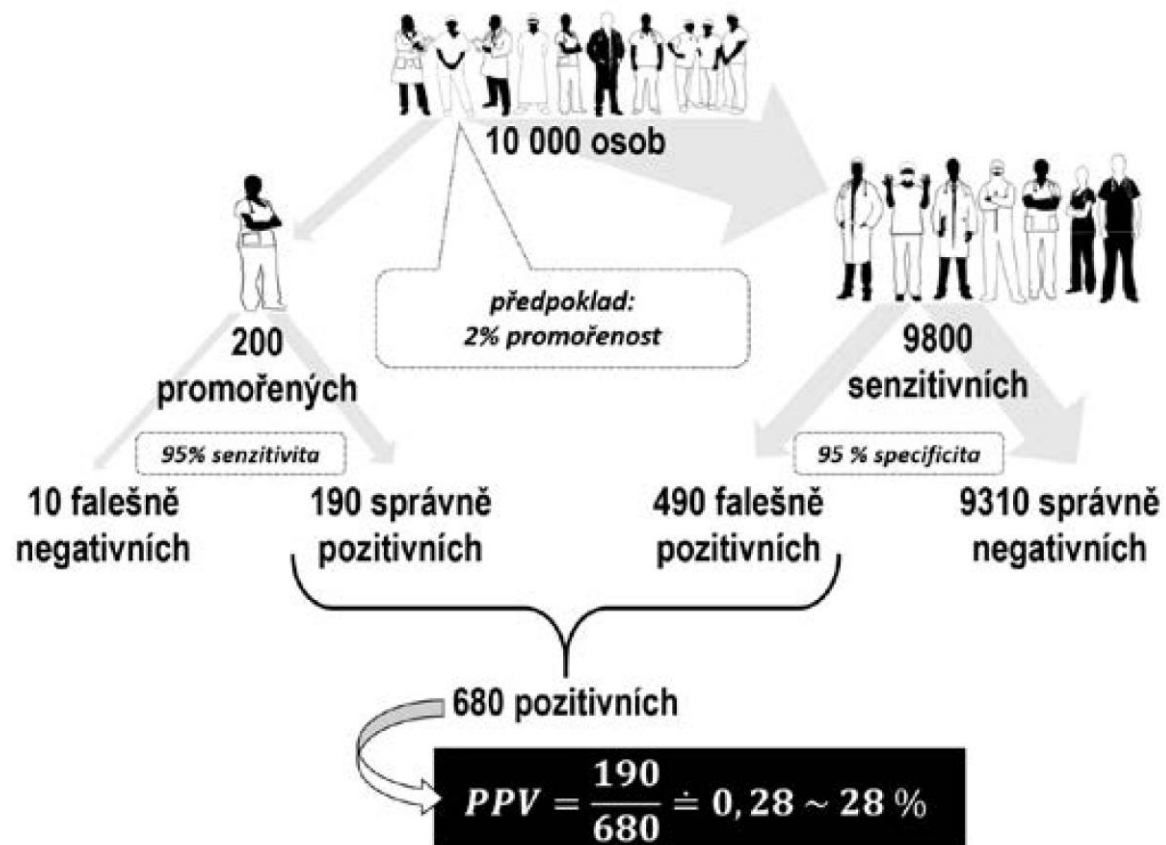 10 000 osob
předpoklad:
2% promořenost
200
promořených
9800
senzitivních
95% senzitivita
95 % specificita
10 falešně
negativních
190 správně
pozitivních
490 falešně
pozitivních
9310 správně
negativních
680 pozitivních
PPV = 190/680 ≐ 0, 28 ~ 28 %